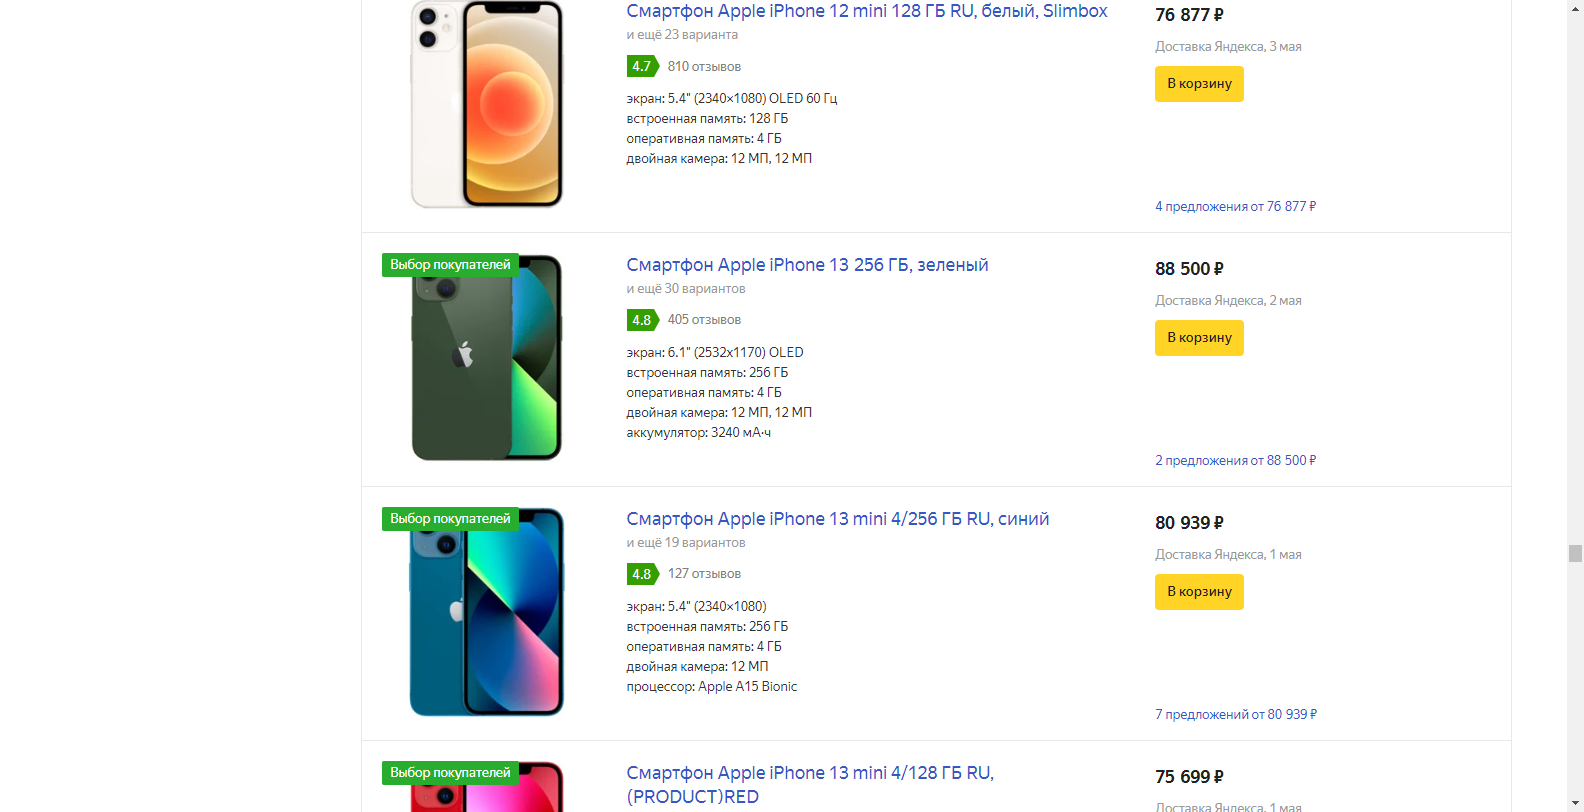 Смартфон Apple iPhone 12 mini 128 ГБ RU, белый, Slimbox
и ещё 23 варианта
4.7 810 отзывов
экран: 5.4" (2340×1080) OLED 60 Гц
встроенная память: 128 ГБ
оперативная память: 4 ГБ
двойная камера: 12 МП, 12 МП
76 877 ₽
Доставка Яндекса, 3 мая
В корзину
4 предложения от 76 877 ₽
Выбор покупателей
Смартфон Apple iPhone 13 256 ГБ, зеленый
и ещё 30 вариантов
4.8 405 отзывов
экран: 6.1" (2532x1170) OLED
встроенная память: 256 ГБ
оперативная память: 4 ГБ
двойная камера: 12 МП, 12 МП
аккумулятор: 3240 мА·ч
88 500 ₽
Доставка Яндекса, 2 мая
В корзину
2 предложения от 88 500 ₽
Выбор покупателей
Смартфон Apple iPhone 13 mini 4/256 ГБ RU, синий
и ещё 19 вариантов
4.8 127 отзывов
экран: 5.4" (2340×1080)
встроенная память: 256 ГБ
оперативная память: 4 ГБ
двойная камера: 12 МП
процессор: Apple A15 Bionic
80 939 ₽
Доставка Яндекса, 1 мая
В корзину
7 предложений от 80 939 ₽
Выбор покупателей
Смартфон Apple iPhone 13 mini 4/128 ГБ RU,
(PRODUCT)RED
75 699 ₽
Доставка Яндекса, 1 мая